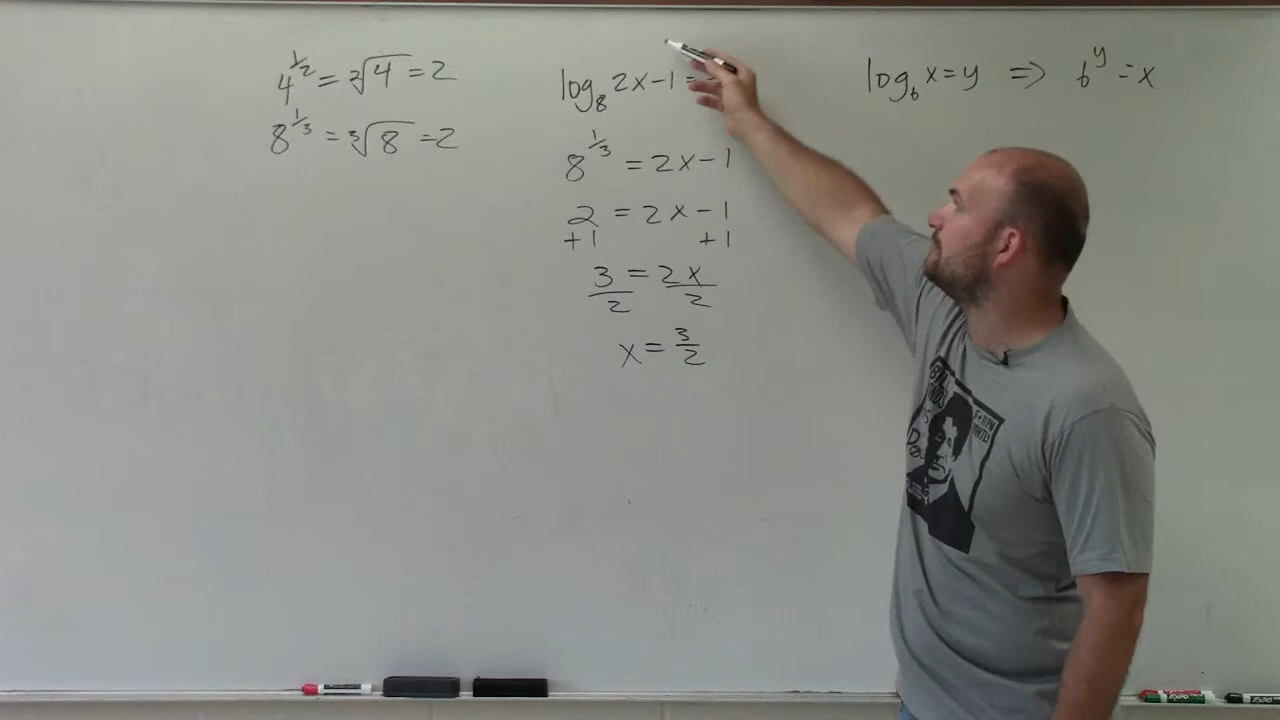 4^{1/2} = ²√4 = 2
8^{1/3} = ³√8 = 2
log₈ 2x-1 =
8^{1/3} = 2x-1
2 = 2x-1
+1 +1
3/2 = 2x/2
x = 3/2
log_b x=y ⇒ b^y = x
EXPO